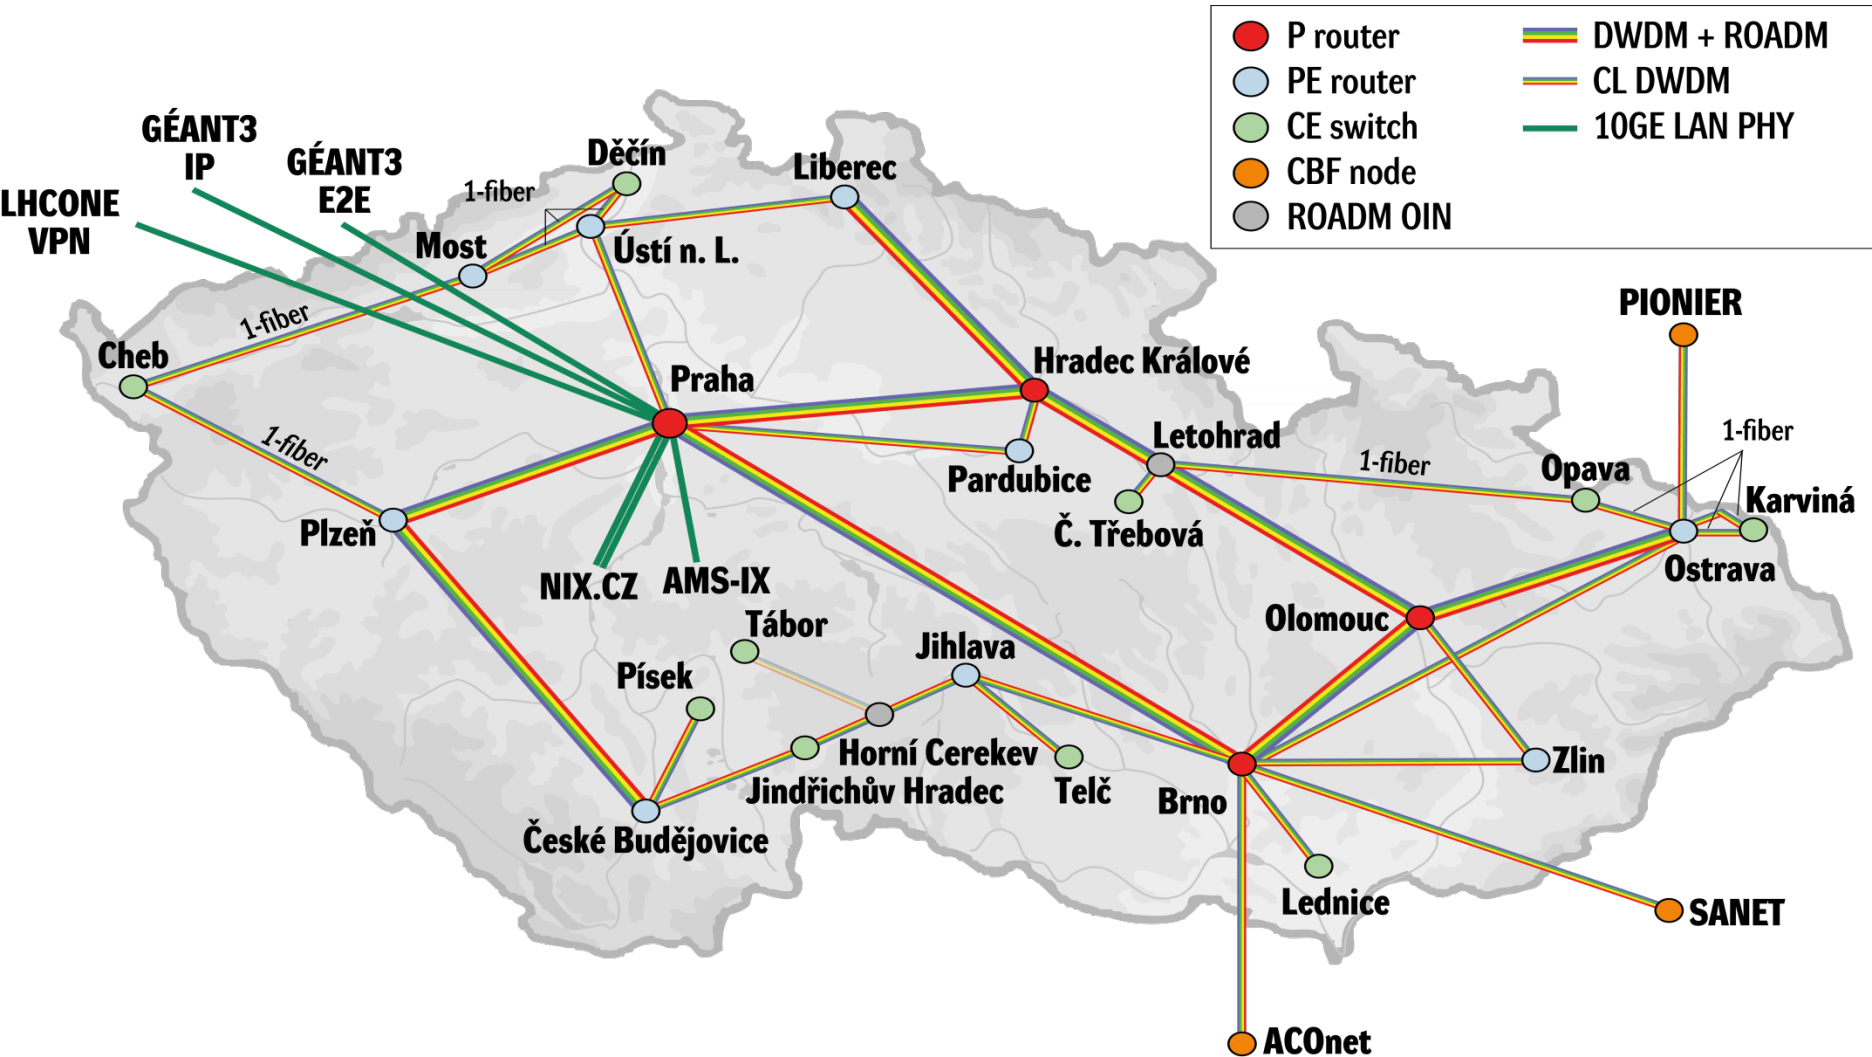 P router
PE router
CE switch
CBF node
ROADM OIN
DWDM + ROADM
CL DWDM
10GE LAN PHY
GÉANT3
IP
GÉANT3
E2E
LHCONE
VPN
Děčín
1-fiber
Liberec
Most
Ústí n. L.
1-fiber
Cheb
PIONIER
Praha
Hradec Králové
1-fiber
Letohrad
1-fiber
1-fiber
Opava
Karviná
Pardubice
Plzeň
Č. Třebová
Ostrava
NIX.CZ
AMS-IX
Tábor
Olomouc
Jihlava
Písek
Horní Cerekev
Zlin
Jindřichův Hradec
Telč
Brno
České Budějovice
Lednice
SANET
ACOnet